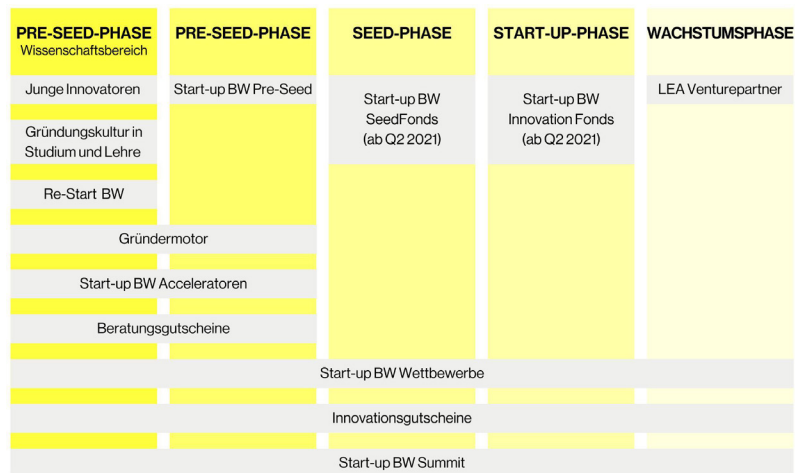 PRE-SEED-PHASE
Wissenschaftsbereich
PRE-SEED-PHASE
SEED-PHASE
START-UP-PHASE
WACHSTUMSPHASE
Junge Innovatoren
Start-up BW Pre-Seed
Start-up BW
SeedFonds
(ab Q2 2021)
Start-up BW
Innovation Fonds
(ab Q2 2021)
LEA Venturepartner
Gründungskultur in
Studium und Lehre
Re-Start BW
Gründermotor
Start-up BW Acceleratoren
Beratungsgutscheine
Start-up BW Wettbewerbe
Innovationsgutscheine
Start-up BW Summit